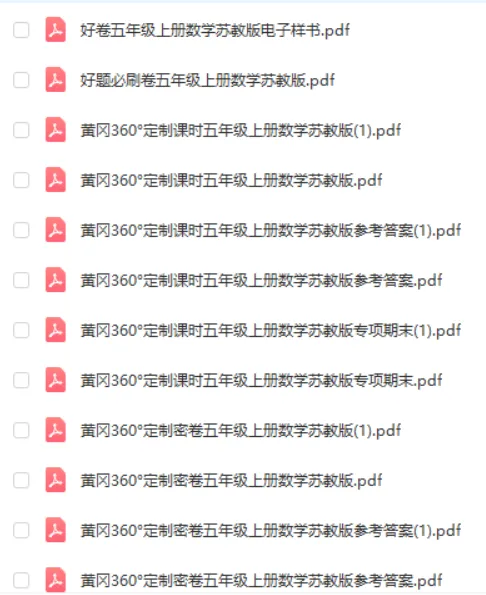 好卷五年级上册数学苏教版电子样书.pdf
好题必刷卷五年级上册数学苏教版.pdf
黄冈360°定制课时五年级上册数学苏教版(1).pdf
黄冈360°定制课时五年级上册数学苏教版.pdf
黄冈360°定制课时五年级上册数学苏教版参考答案(1).pdf
黄冈360°定制课时五年级上册数学苏教版参考答案.pdf
黄冈360°定制课时五年级上册数学苏教版专项期末(1).pdf
黄冈360°定制课时五年级上册数学苏教版专项期末.pdf
黄冈360°定制密卷五年级上册数学苏教版(1).pdf
黄冈360°定制密卷五年级上册数学苏教版.pdf
黄冈360°定制密卷五年级上册数学苏教版参考答案(1).pdf
黄冈360°定制密卷五年级上册数学苏教版参考答案.pdf